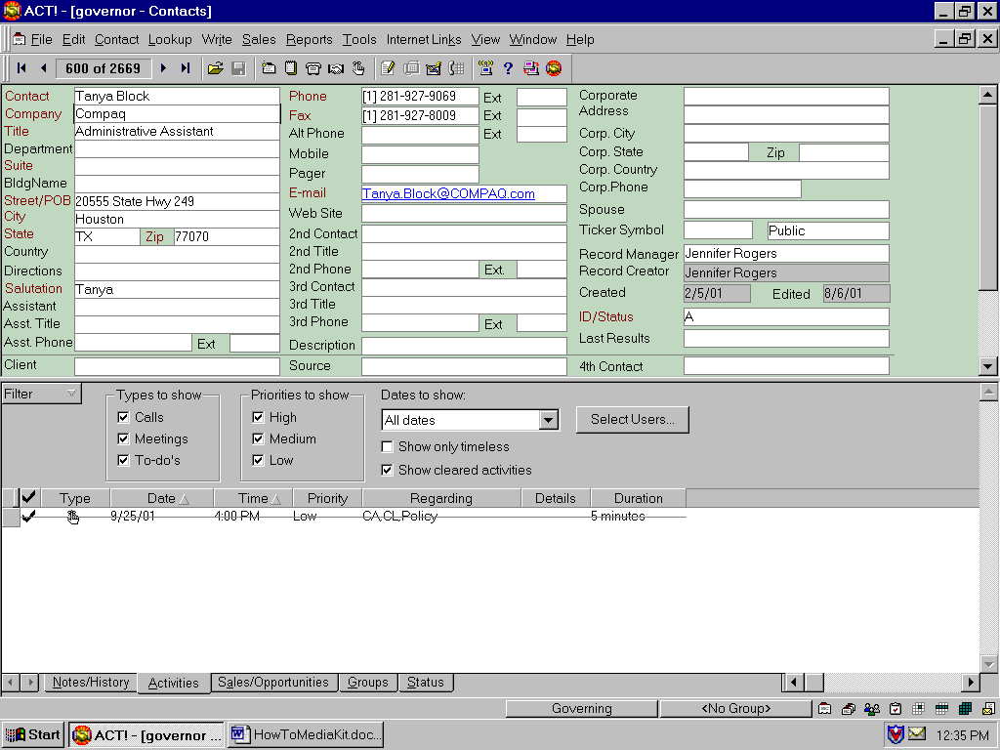 ACT! - [governor - Contacts]
File Edit Contact Lookup Write Sales Reports Tools Internet Links View Window Help
600 of 2669
Contact Tanya Block
Company Compaq
Title Administrative Assistant
Department
Suite
BldgName
Street/POB 20555 State Hwy 249
City Houston
State TX Zip 77070
Country
Directions
Salutation Tanya
Assistant
Asst. Title
Asst. Phone Ext
Client
Phone [1] 281-927-9069 Ext
Fax [1] 281-927-8009 Ext
Alt Phone Ext
Mobile
Pager
E-mail Tanya.Block@COMPAQ.com
Web Site
2nd Contact
2nd Title
2nd Phone Ext.
3rd Contact
3rd Title
3rd Phone Ext
Description
Source
Corporate
Address
Corp. City
Corp. State Zip
Corp. Country
Corp.Phone
Spouse
Ticker Symbol Public
Record Manager Jennifer Rogers
Record Creator Jennifer Rogers
Created 2/5/01 Edited 8/6/01
ID/Status A
Last Results
4th Contact
Filter
Types to show
Calls
Meetings
To-do's
Priorities to show
High
Medium
Low
Dates to show:
All dates
Select Users...
Show only timeless
Show cleared activities
Type Date Time Priority Regarding Details Duration
9/25/01 4:00 PM Low CA,CL,Policy 5 minutes
Notes/History Activities Sales/Opportunities Groups Status
Governing <No Group>
Start ACT! - [governor ... HowToMediaKit.doc... 12:35 PM